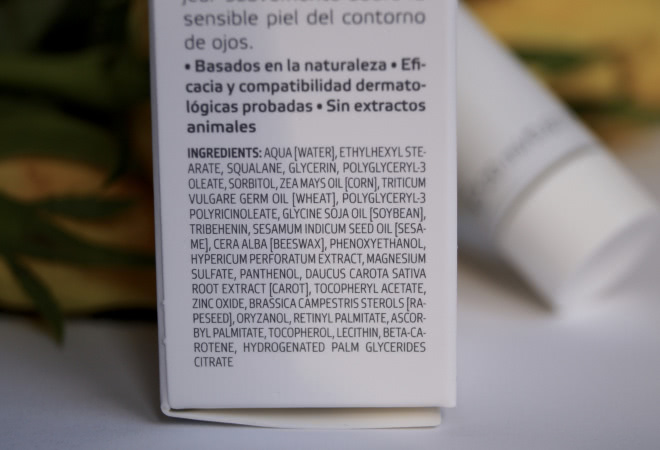 sensible piel del contorno
de ojos.
• Basados en la naturaleza • Efi-
cacia y compatibilidad dermato-
lógicas probadas • Sin extractos
animales
INGREDIENTS: AQUA [WATER], ETHYLHEXYL STE-
ARATE, SQUALANE, GLYCERIN, POLYGLYCERYL-3
OLEATE, SORBITOL, ZEA MAYS OIL [CORN], TRITICUM
VULGARE GERM OIL [WHEAT], POLYGLYCERYL-3
POLYRICINOLEATE, GLYCINE SOJA OIL [SOYBEAN],
TRIBEHENIN, SESAMUM INDICUM SEED OIL [SESA-
ME], CERA ALBA [BEESWAX], PHENOXYETHANOL,
HYPERICUM PERFORATUM EXTRACT, MAGNESIUM
SULFATE, PANTHENOL, DAUCUS CAROTA SATIVA
ROOT EXTRACT [CAROT], TOCOPHERYL ACETATE,
ZINC OXIDE, BRASSICA CAMPESTRIS STEROLS [RA-
PESEED], ORYZANOL, RETINYL PALMITATE, ASCOR-
BYL PALMITATE, TOCOPHEROL, LECITHIN, BETA-CA-
ROTENE, HYDROGENATED PALM GLYCERIDES
CITRATE